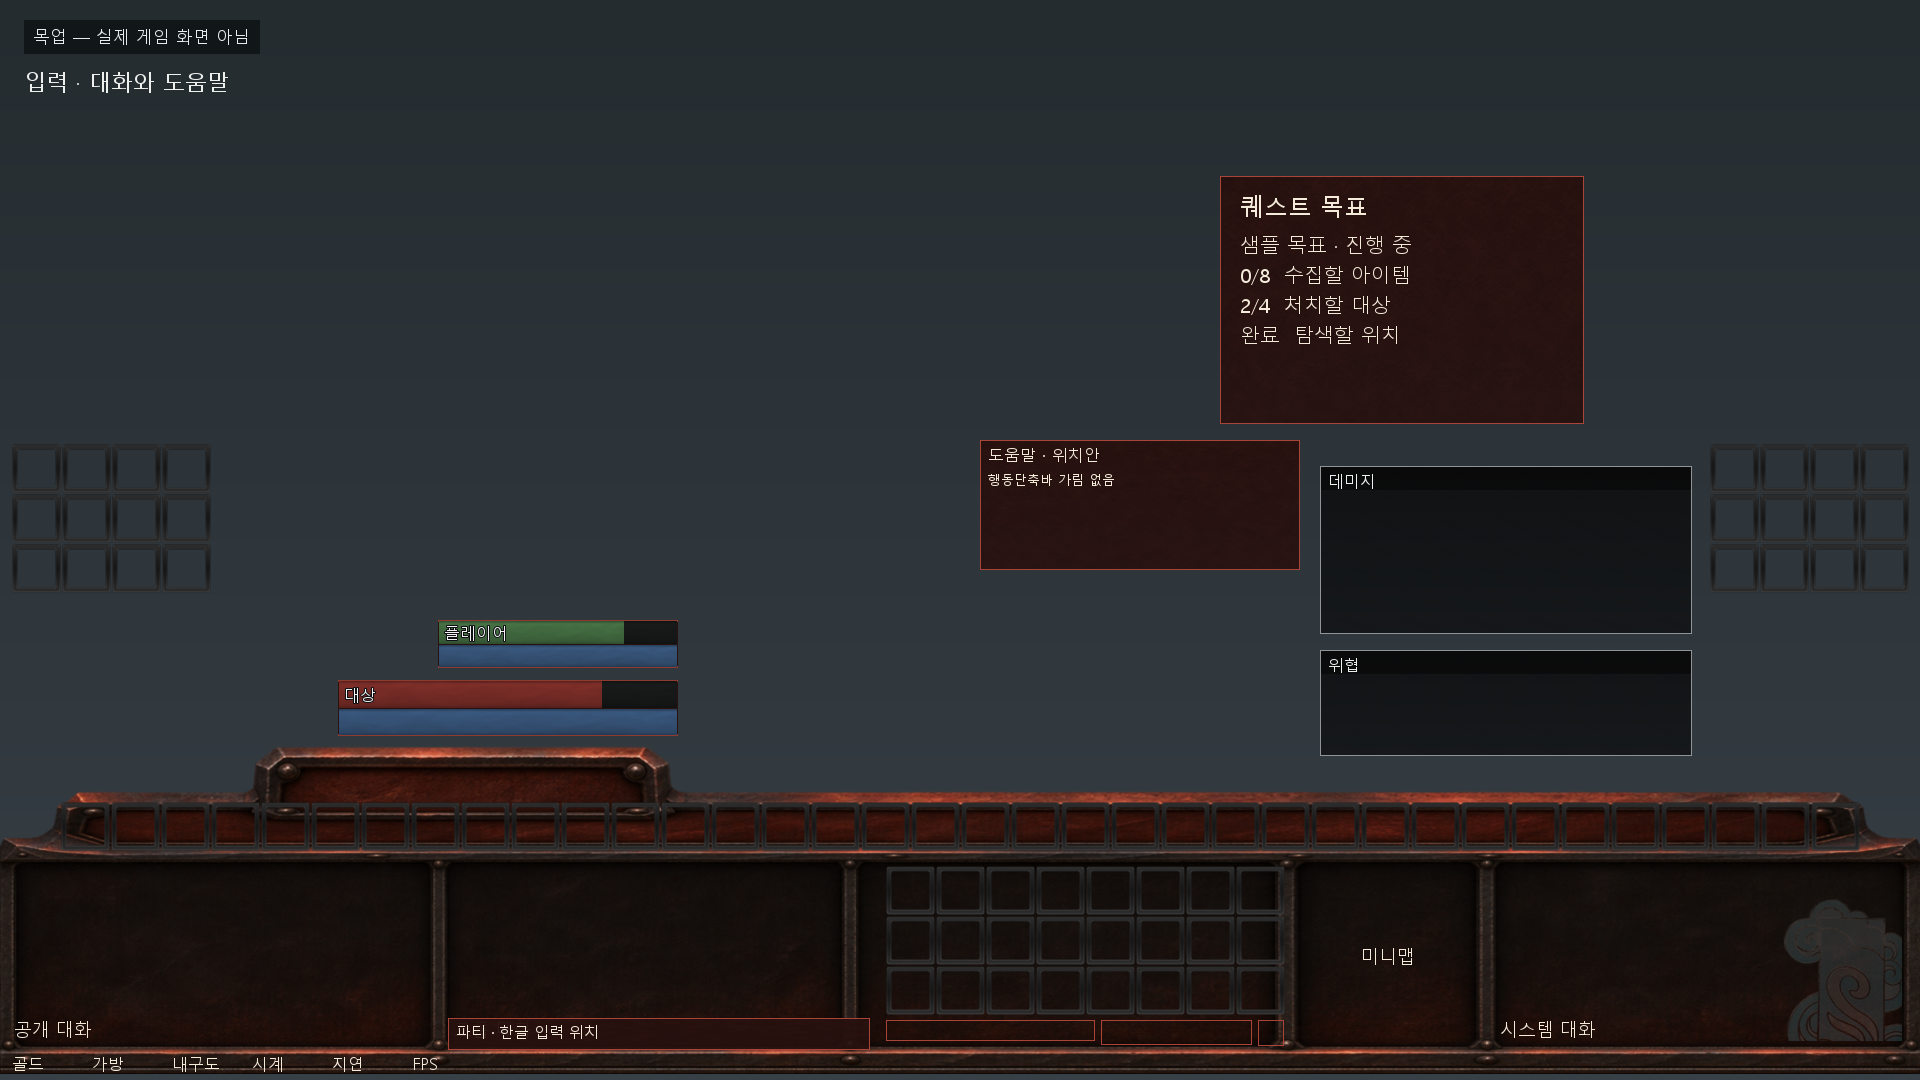 목업 — 실제 게임 화면 아님
입력 · 대화와 도움말
퀘스트 목표
샘플 목표 · 진행 중
0/8 수집할 아이템
2/4 처치할 대상
완료 탐색할 위치
도움말 · 위치안
행동단축바 가림 없음
데미지
플레이어
위협
대상
미니맵
공개 대화
파티 · 한글 입력 위치
시스템 대화
골드 가방 내구도 시계 지연 FPS